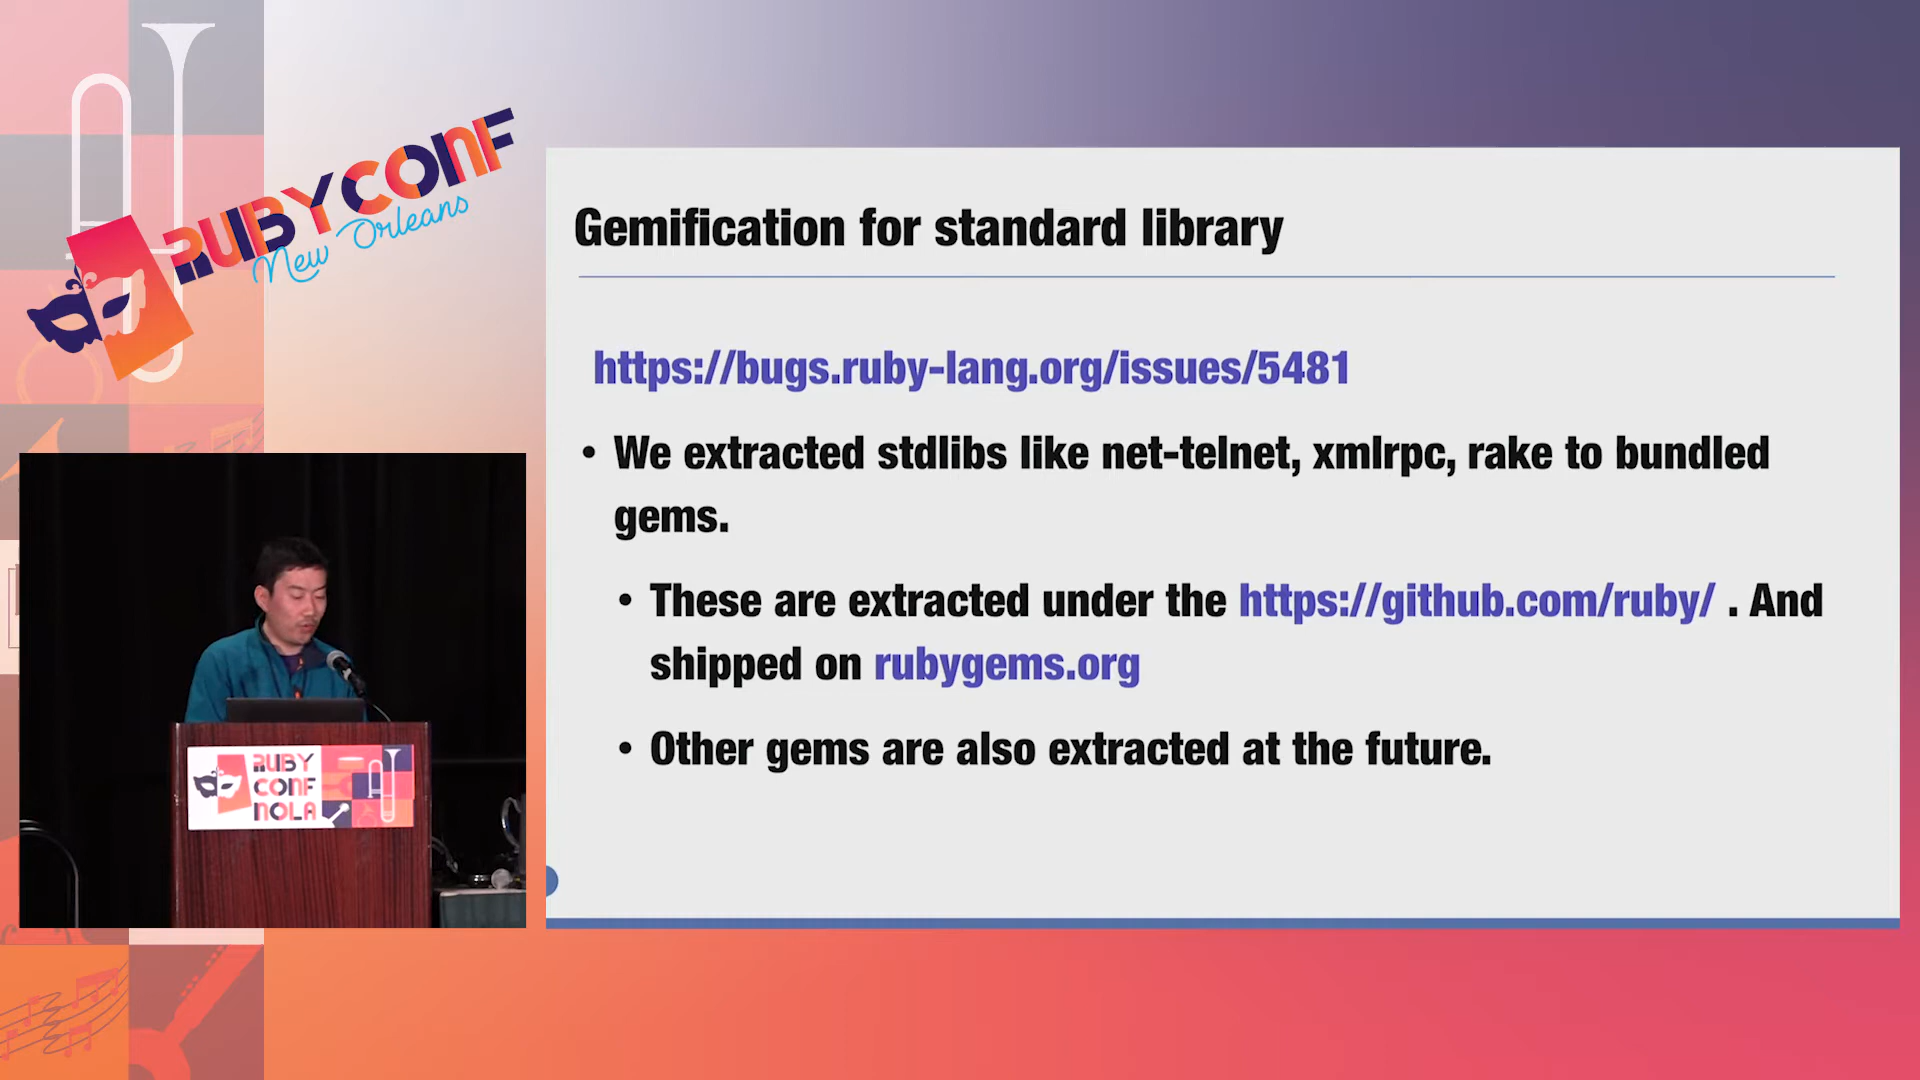 RUBYCONF
New Orleans
Gemification for standard library
https://bugs.ruby-lang.org/issues/5481
• We extracted stdlibs like net-telnet, xmlrpc, rake to bundled
gems.
• These are extracted under the https://github.com/ruby/ . And
shipped on rubygems.org
• Other gems are also extracted at the future.
RUBY
CONF
NOLA